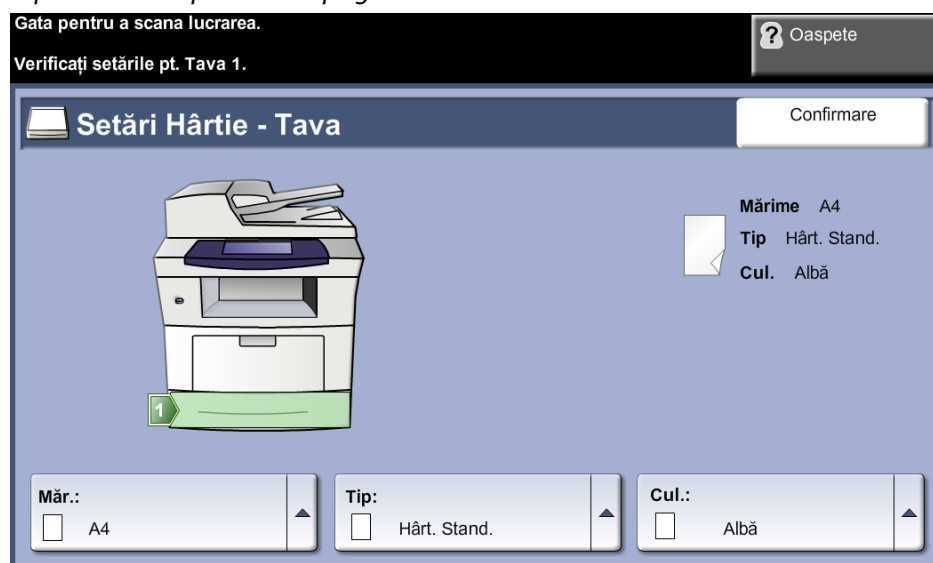 Gata pentru a scana lucrarea.
Oaspete
Verificați setările pt. Tava 1.
Setări Hârtie - Tava
Confirmare
Mărime A4
Tip Hârt. Stand.
Cul. Albă
1
Măr.:
A4
Tip:
Hârt. Stand.
Cul.:
Albă